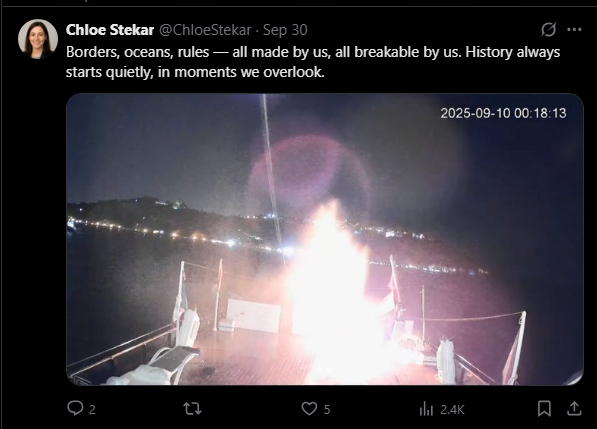 Chloe Stekar @ChloeStekar · Sep 30
Borders, oceans, rules — all made by us, all breakable by us. History always
starts quietly, in moments we overlook.
2025-09-10 00:18:13
2 5 2.4K